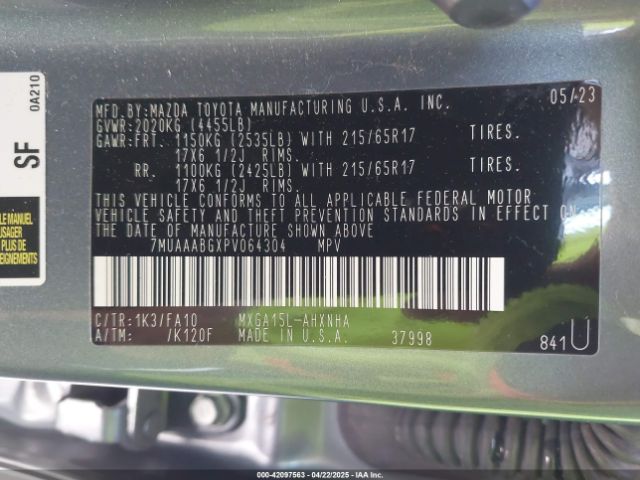 0A210
SF
LE MANUEL
USAGER
PLUS DE
EIGNEMENTS
MFD.BY:MAZDA TOYOTA MANUFACTURING U.S.A. INC. 05/23
GVWR:2020KG (4455LB)
GAWR:FRT. 1150KG (2535LB) WITH 215/65R17 TIRES.
17X6 1/2J RIMS.
RR. 1100KG (2425LB) WITH 215/65R17 TIRES.
17X6 1/2J RIMS.
THIS VEHICLE CONFORMS TO ALL APPLICABLE FEDERAL MOTOR
VEHICLE SAFETY AND THEFT PREVENTION STANDARDS IN EFFECT ON
THE DATE OF MANUFACTURE SHOWN ABOVE
7MUAAABGXPV064304 MPV
C/TR:1K3/FA10 MXGA15L-AHXNHA
A/TM: /K120F MADE IN U.S.A. 37998 841U
000-42097563 - 04/22/2025 - IAA Inc.